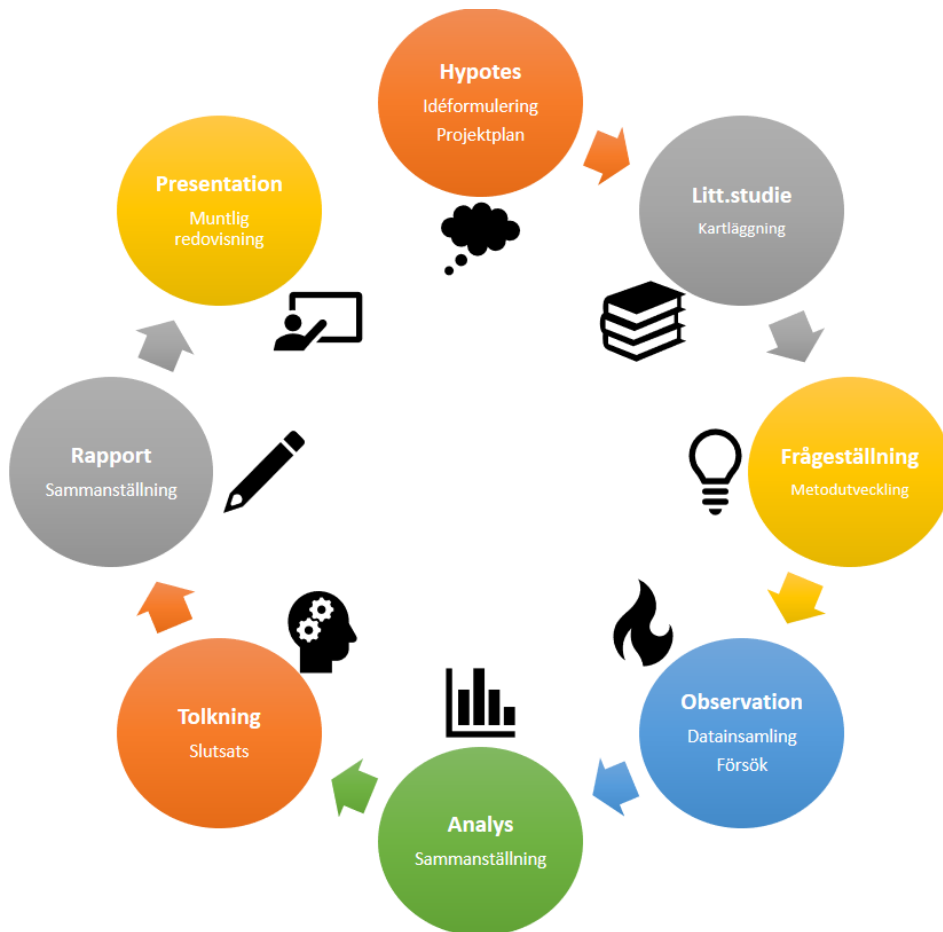 Hypotes
Idéformulering
Projektplan
Litt.studie
Kartläggning
Frågeställning
Metodutveckling
Observation
Datainsamling
Försök
Analys
Sammanställning
Tolkning
Slutsats
Rapport
Sammanställning
Presentation
Muntlig
redovisning